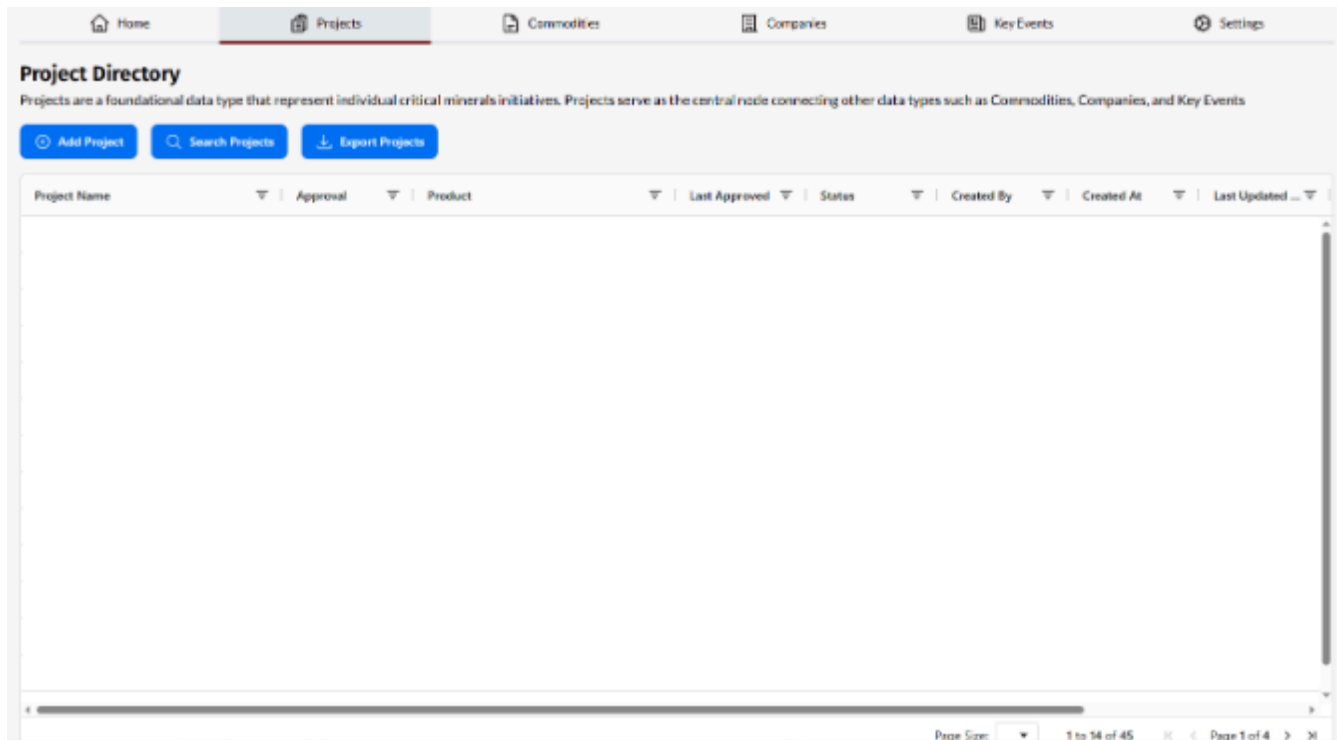 Home Projects Commodities Companies Key Events Settings
Project Directory
Projects are a foundational data type that represent individual critical minerals initiatives. Projects serve as the central node connecting other data types such as Commodities, Companies, and Key Events
Add Project Search Projects Export Projects
Project Name Approval Product Last Approved Status Created By Created At Last Updated ...
Page Size: 1 to 14 of 45 Page 1 of 4